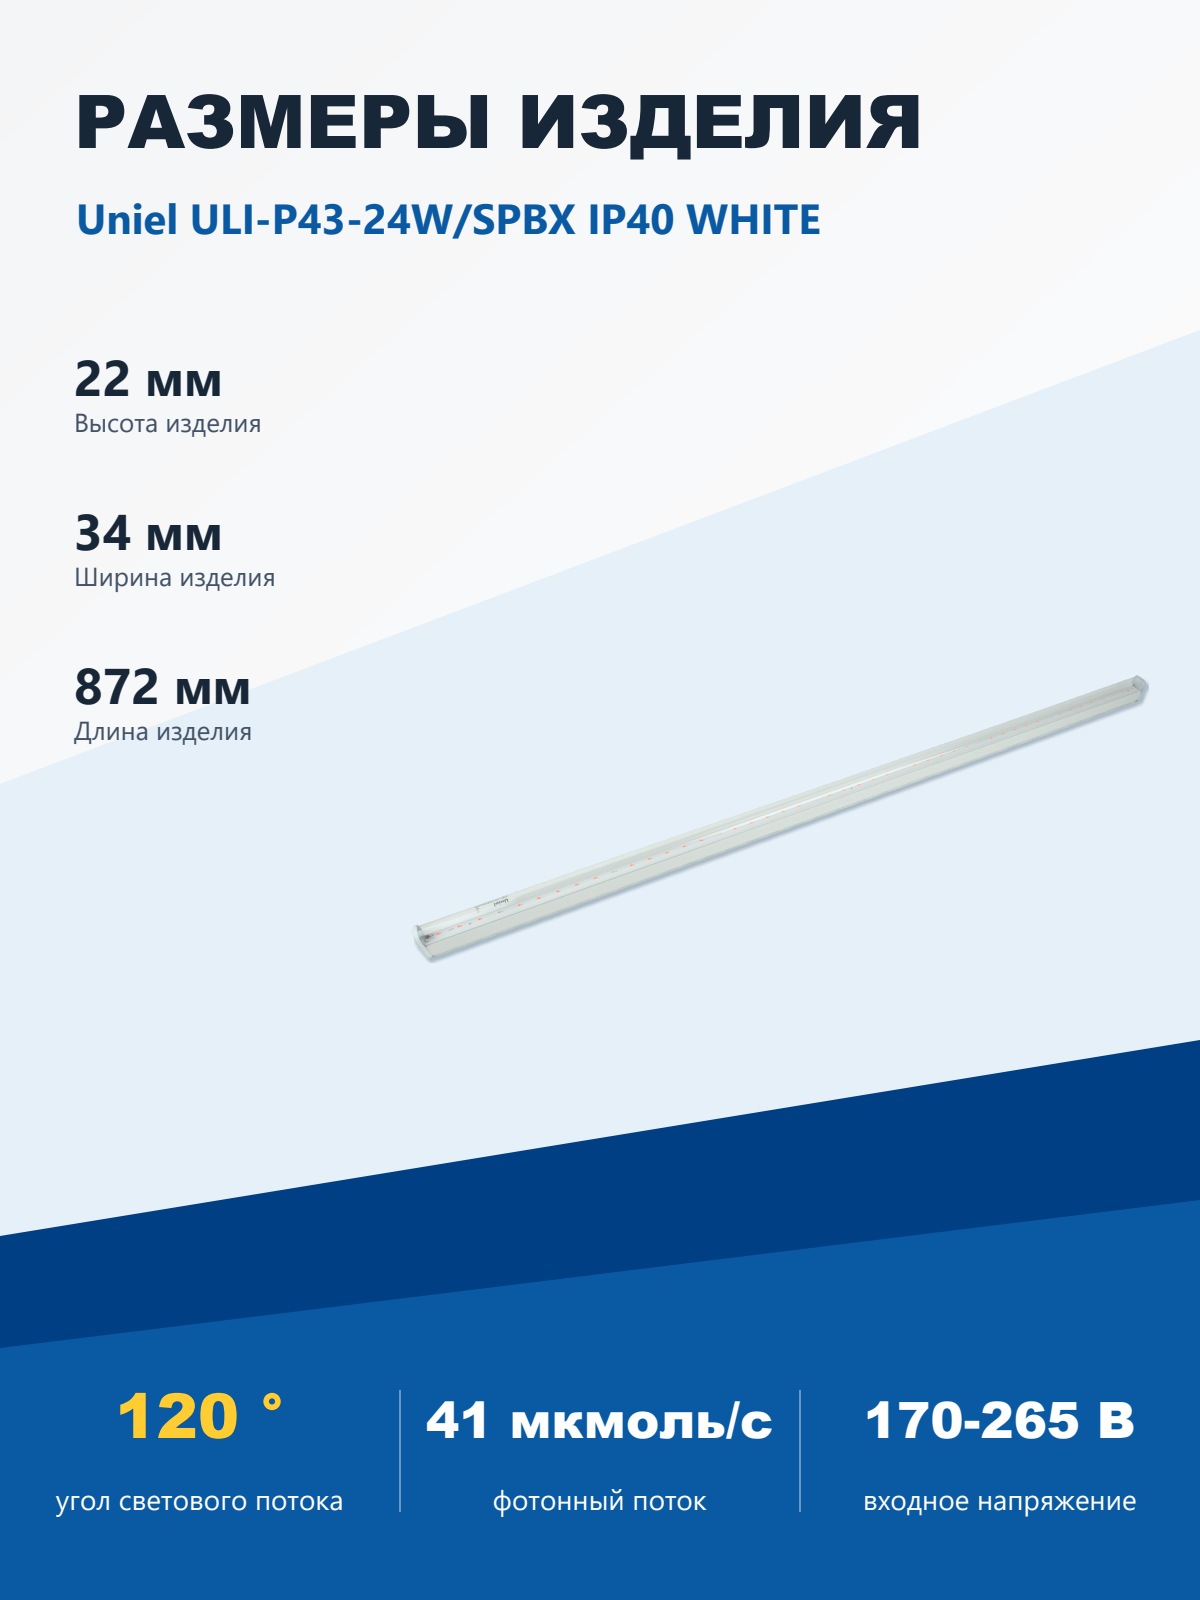 РАЗМЕРЫ ИЗДЕЛИЯ
Uniel ULI-P43-24W/SPBX IP40 WHITE
22 мм
Высота изделия
34 мм
Ширина изделия
872 мм
Длина изделия
Uniel
120 °
угол светового потока
41 мкмоль/с
фотонный поток
170-265 В
входное напряжение